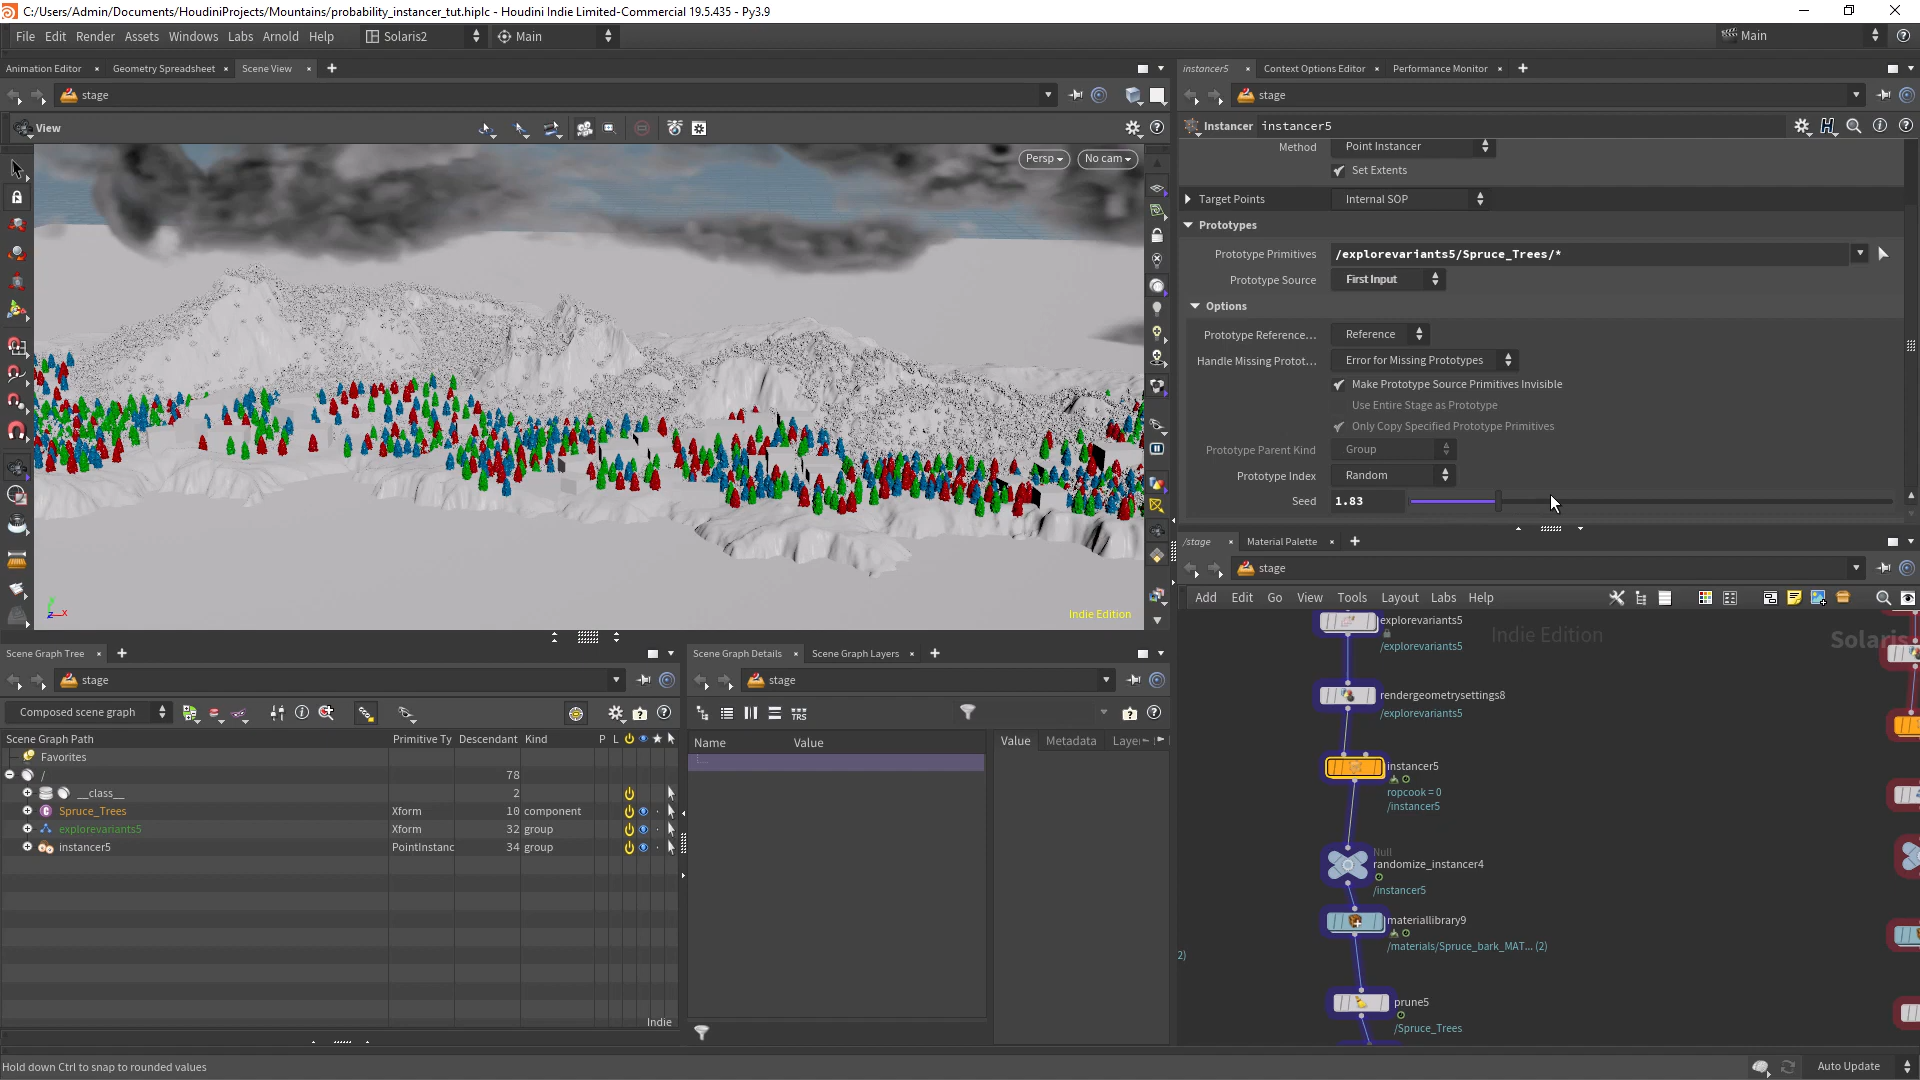 C:/Users/Admin/Documents/HoudiniProjects/Mountains/probability_instancer_tut.hiplc - Houdini Indie Limited-Commercial 19.5.435 - Py3.9
File Edit Render Assets Windows Labs Arnold Help Solaris2 Main Main
Animation Editor Geometry Spreadsheet Scene View
stage
View
Persp No cam
Indie Edition
instancer5 Context Options Editor Performance Monitor
stage
Instancer instancer5
Method Point Instancer
Set Extents
Target Points Internal SOP
Prototypes
Prototype Primitives /explorevariants5/Spruce_Trees/*
Prototype Source First Input
Options
Prototype Reference... Reference
Handle Missing Protot... Error for Missing Prototypes
Make Prototype Source Primitives Invisible
Use Entire Stage as Prototype
Only Copy Specified Prototype Primitives
Prototype Parent Kind Group
Prototype Index Random
Seed 1.83
/stage Material Palette
stage
Add Edit Go View Tools Layout Labs Help
Indie Edition
Solaris
explorevariants5
/explorevariants5
rendergeometrysettings8
/explorevariants5
instancer5
ropcook = 0
/instancer5
Null
randomize_instancer4
/instancer5
materiallibrary9
/materials/Spruce_bark_MAT... (2)
2)
prune5
/Spruce_Trees
Scene Graph Tree
stage
Composed scene graph
Scene Graph Path Primitive Ty Descendant Kind P L
Favorites
/ 78
__class__ 2
Spruce_Trees Xform 10 component
explorevariants5 Xform 32 group
instancer5 PointInstanc 34 group
Indie
Scene Graph Details Scene Graph Layers
stage
TRS
Name Value
Value Metadata Laye
Hold down Ctrl to snap to rounded values
Auto Update